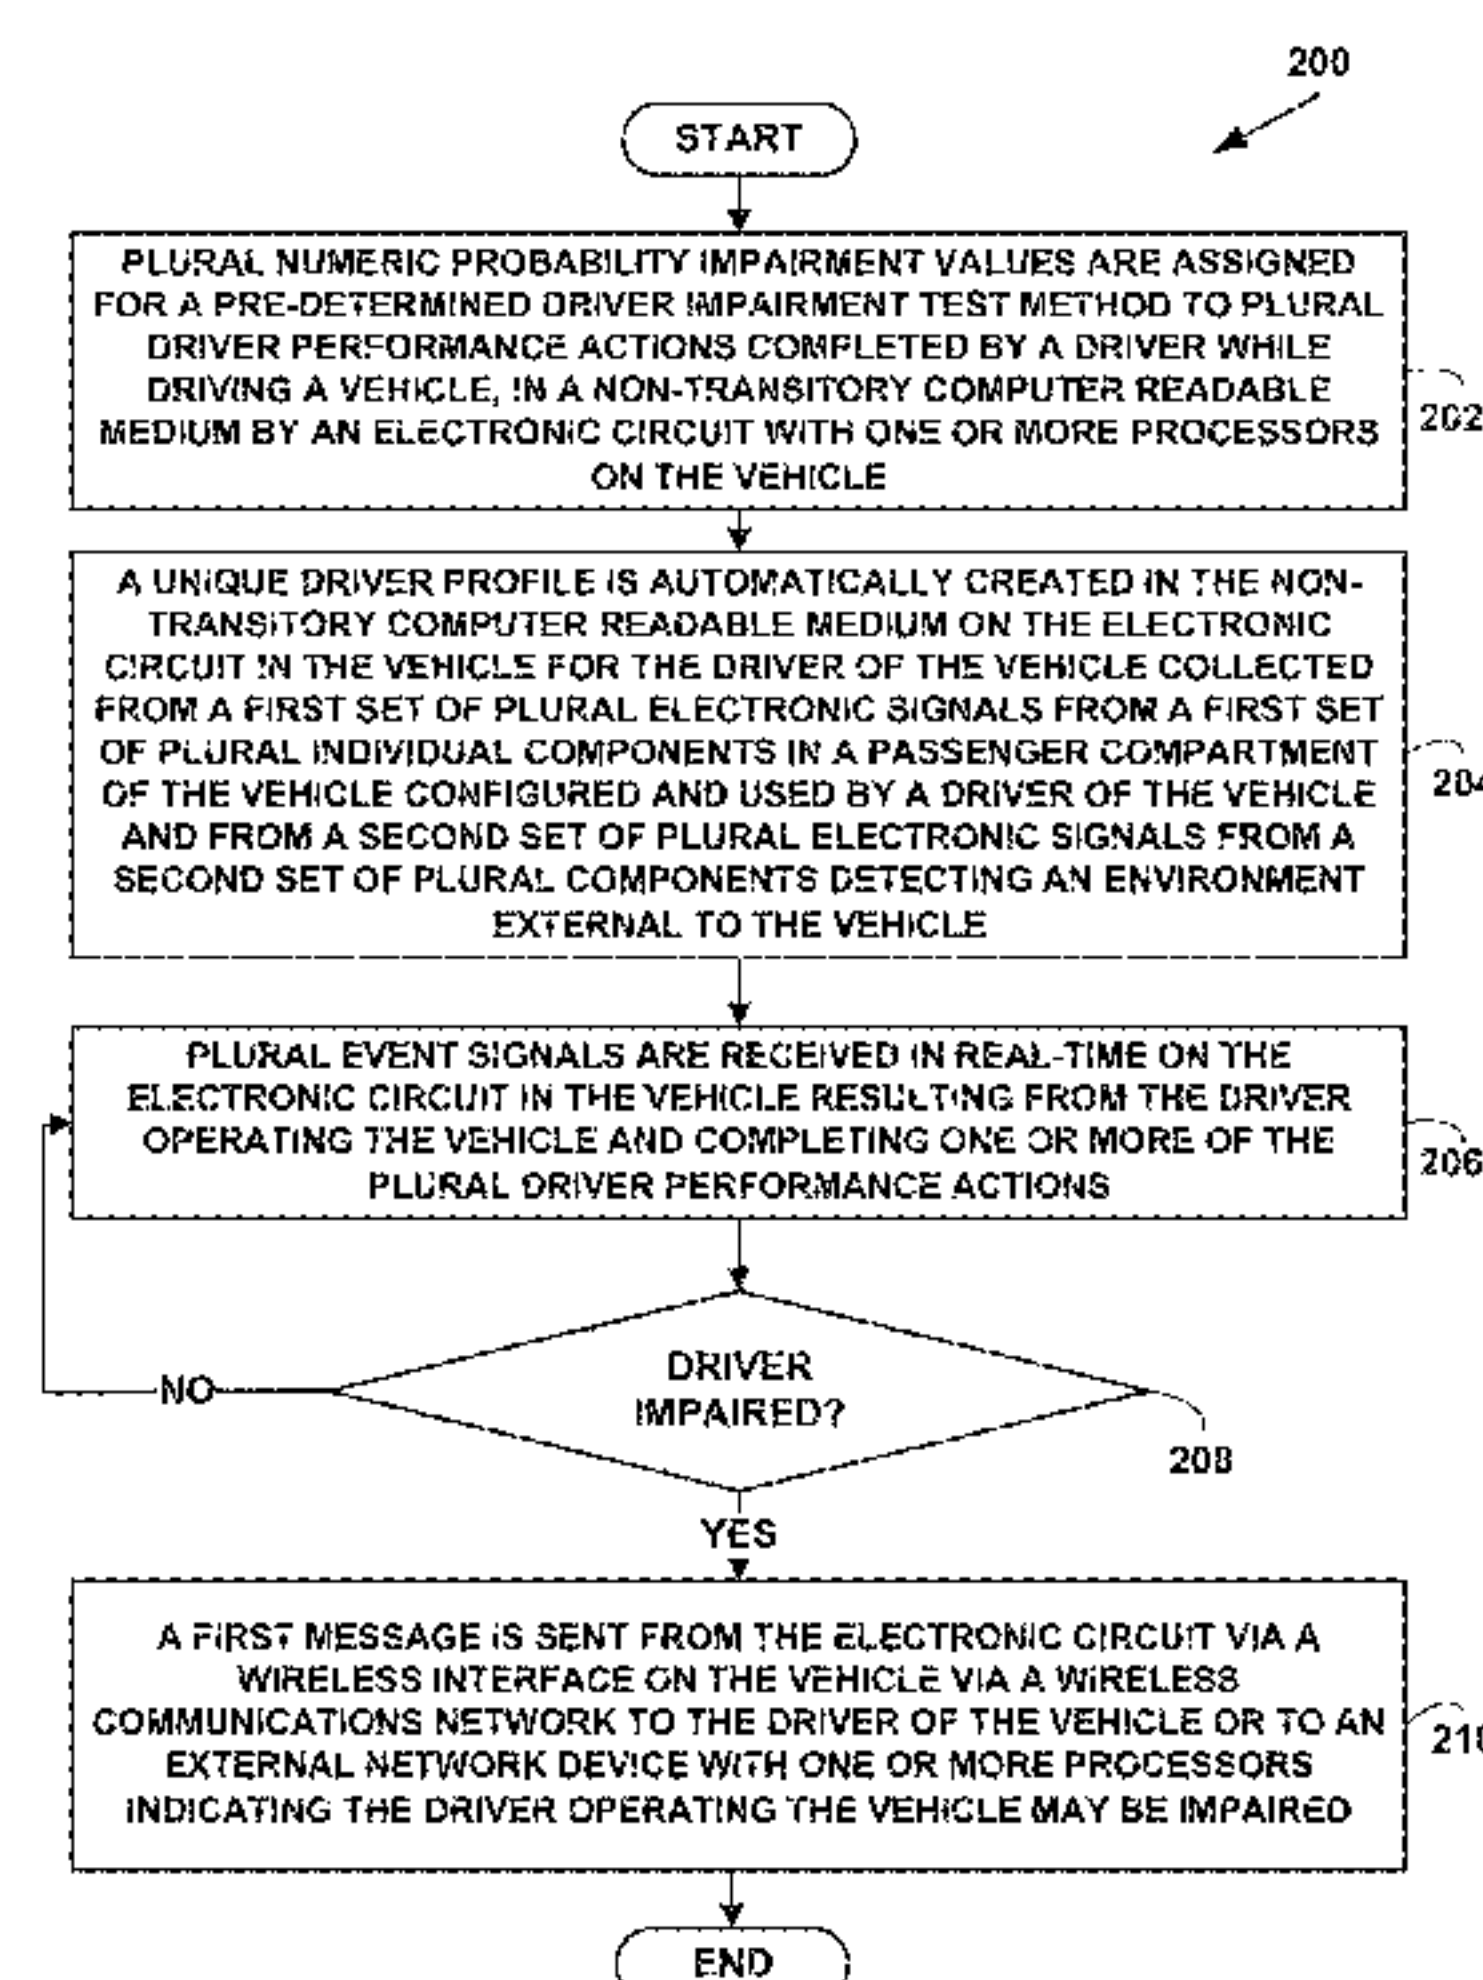 200
START
PLURAL NUMERIC PROBABILITY IMPAIRMENT VALUES ARE ASSIGNED
FOR A PRE-DETERMINED DRIVER IMPAIRMENT TEST METHOD TO PLURAL
DRIVER PERFORMANCE ACTIONS COMPLETED BY A DRIVER WHILE
DRIVING A VEHICLE, IN A NON-TRANSITORY COMPUTER READABLE
MEDIUM BY AN ELECTRONIC CIRCUIT WITH ONE OR MORE PROCESSORS
ON THE VEHICLE
202
A UNIQUE DRIVER PROFILE IS AUTOMATICALLY CREATED IN THE NON-
TRANSITORY COMPUTER READABLE MEDIUM ON THE ELECTRONIC
CIRCUIT IN THE VEHICLE FOR THE DRIVER OF THE VEHICLE COLLECTED
FROM A FIRST SET OF PLURAL ELECTRONIC SIGNALS FROM A FIRST SET
OF PLURAL INDIVIDUAL COMPONENTS IN A PASSENGER COMPARTMENT
OF THE VEHICLE CONFIGURED AND USED BY A DRIVER OF THE VEHICLE
AND FROM A SECOND SET OF PLURAL ELECTRONIC SIGNALS FROM A
SECOND SET OF PLURAL COMPONENTS DETECTING AN ENVIRONMENT
EXTERNAL TO THE VEHICLE
204
PLURAL EVENT SIGNALS ARE RECEIVED IN REAL-TIME ON THE
ELECTRONIC CIRCUIT IN THE VEHICLE RESULTING FROM THE DRIVER
OPERATING THE VEHICLE AND COMPLETING ONE OR MORE OF THE
PLURAL DRIVER PERFORMANCE ACTIONS
206
DRIVER
IMPAIRED?
NO
208
YES
A FIRST MESSAGE IS SENT FROM THE ELECTRONIC CIRCUIT VIA A
WIRELESS INTERFACE ON THE VEHICLE VIA A WIRELESS
COMMUNICATIONS NETWORK TO THE DRIVER OF THE VEHICLE OR TO AN
EXTERNAL NETWORK DEVICE WITH ONE OR MORE PROCESSORS
INDICATING THE DRIVER OPERATING THE VEHICLE MAY BE IMPAIRED
210
END